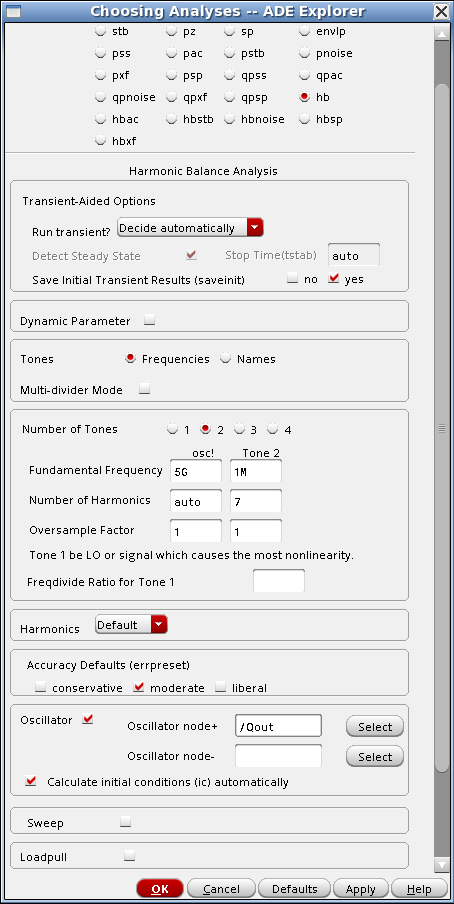 Choosing Analyses -- ADE Explorer
stb pz sp envlp
pss pac pstb pnoise
pxf psp qpss qpac
qpnoise qpxf qpsp hb
hbac hbstb hbnoise hbsp
hbxf
Harmonic Balance Analysis
Transient-Aided Options
Run transient? Decide automatically
Detect Steady State Stop Time(tstab) auto
Save Initial Transient Results (saveinit) no yes
Dynamic Parameter
Tones Frequencies Names
Multi-divider Mode
Number of Tones 1 2 3 4
osc! Tone 2
Fundamental Frequency 5G 1M
Number of Harmonics auto 7
Oversample Factor 1 1
Tone 1 be LO or signal which causes the most nonlinearity.
Freqdivide Ratio for Tone 1
Harmonics Default
Accuracy Defaults (errpreset)
conservative moderate liberal
Oscillator Oscillator node+ /Qout Select
Oscillator node- Select
Calculate initial conditions (ic) automatically
Sweep
Loadpull
OK Cancel Defaults Apply Help